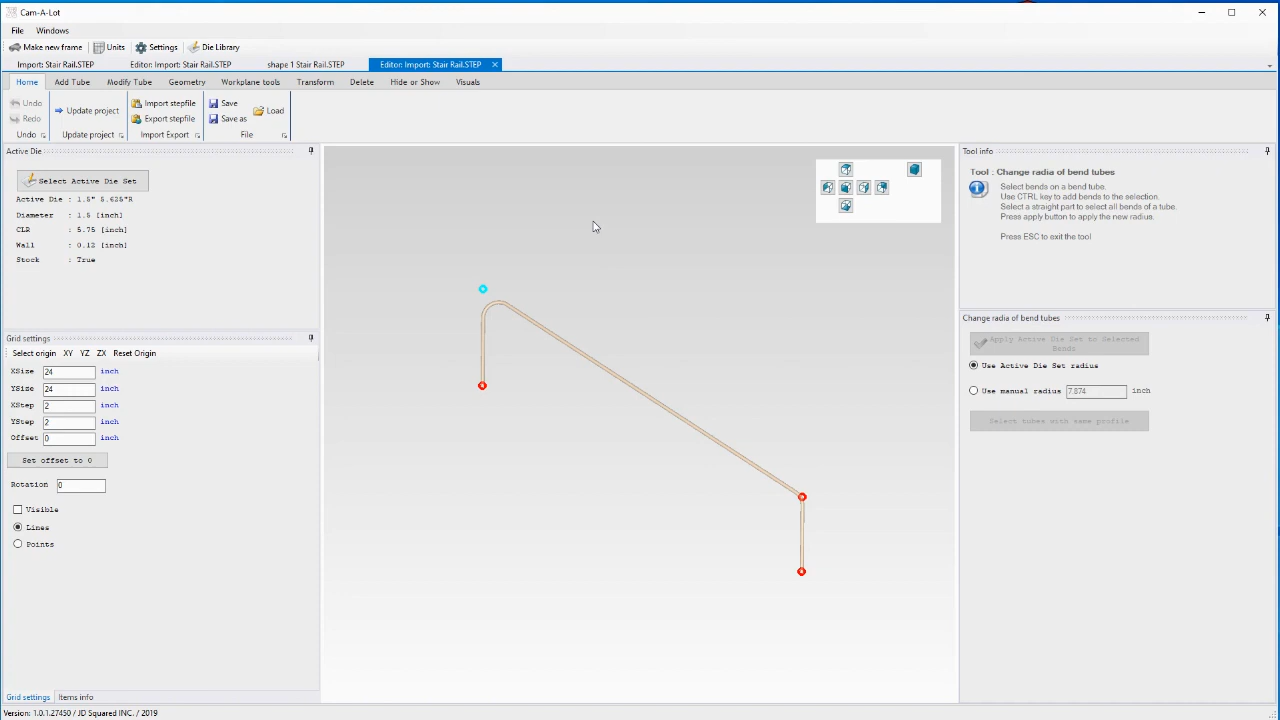 Cam-A-Lot
File Windows
Make new frame Units Settings Die Library
Import: Stair Rail.STEP Editor: Import: Stair Rail.STEP shape 1 Stair Rail.STEP Editor: Import: Stair Rail.STEP
Home Add Tube Modify Tube Geometry Workplane tools Transform Delete Hide or Show Visuals
Undo Update project Import stepfile Save Load
Redo Export stepfile Save as
Undo Update project Import Export File
Active Die
Select Active Die Set
Active Die : 1.5" 5.625"R
Diameter : 1.5 [inch]
CLR : 5.75 [inch]
Wall : 0.12 [inch]
Stock : True
Grid settings
Select origin XY YZ ZX Reset Origin
XSize 24 inch
YSize 24 inch
XStep 2 inch
YStep 2 inch
Offset 0 inch
Set offset to 0
Rotation 0
Visible
Lines
Points
Grid settings Items info
Tool info
Tool : Change radia of bend tubes
Select bends on a bend tube.
Use CTRL key to add bends to the selection.
Select a straight part to select all bends of a tube.
Press apply button to apply the new radius.
Press ESC to exit the tool
Change radia of bend tubes
Apply Active Die Set to Selected
Bends
Use Active Die Set radius
Use manual radius 7.874 inch
Select tubes with same profile
Version: 1.0.1.27450 / JD Squared INC. / 2019